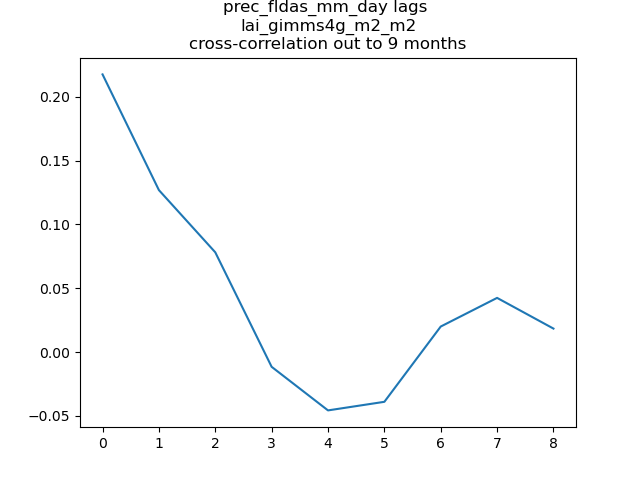 prec_fldas_mm_day lags
lai_gimms4g_m2_m2
cross-correlation out to 9 months
0.20
0.15
0.10
0.05
0.00
−0.05
0 1 2 3 4 5 6 7 8